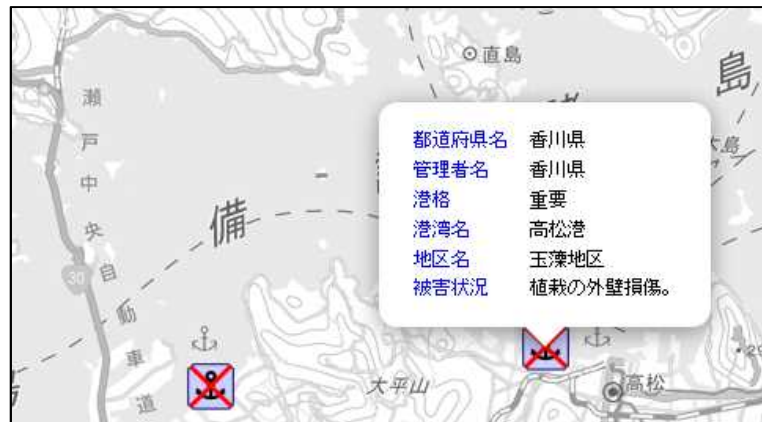 直島
島
瀬戸中央自動車道
30
備
都道府県名 香川県
管理者名 香川県
港格 重要
港湾名 高松港
地区名 玉藻地区
被害状況 植栽の外壁損傷。
大平山
高松